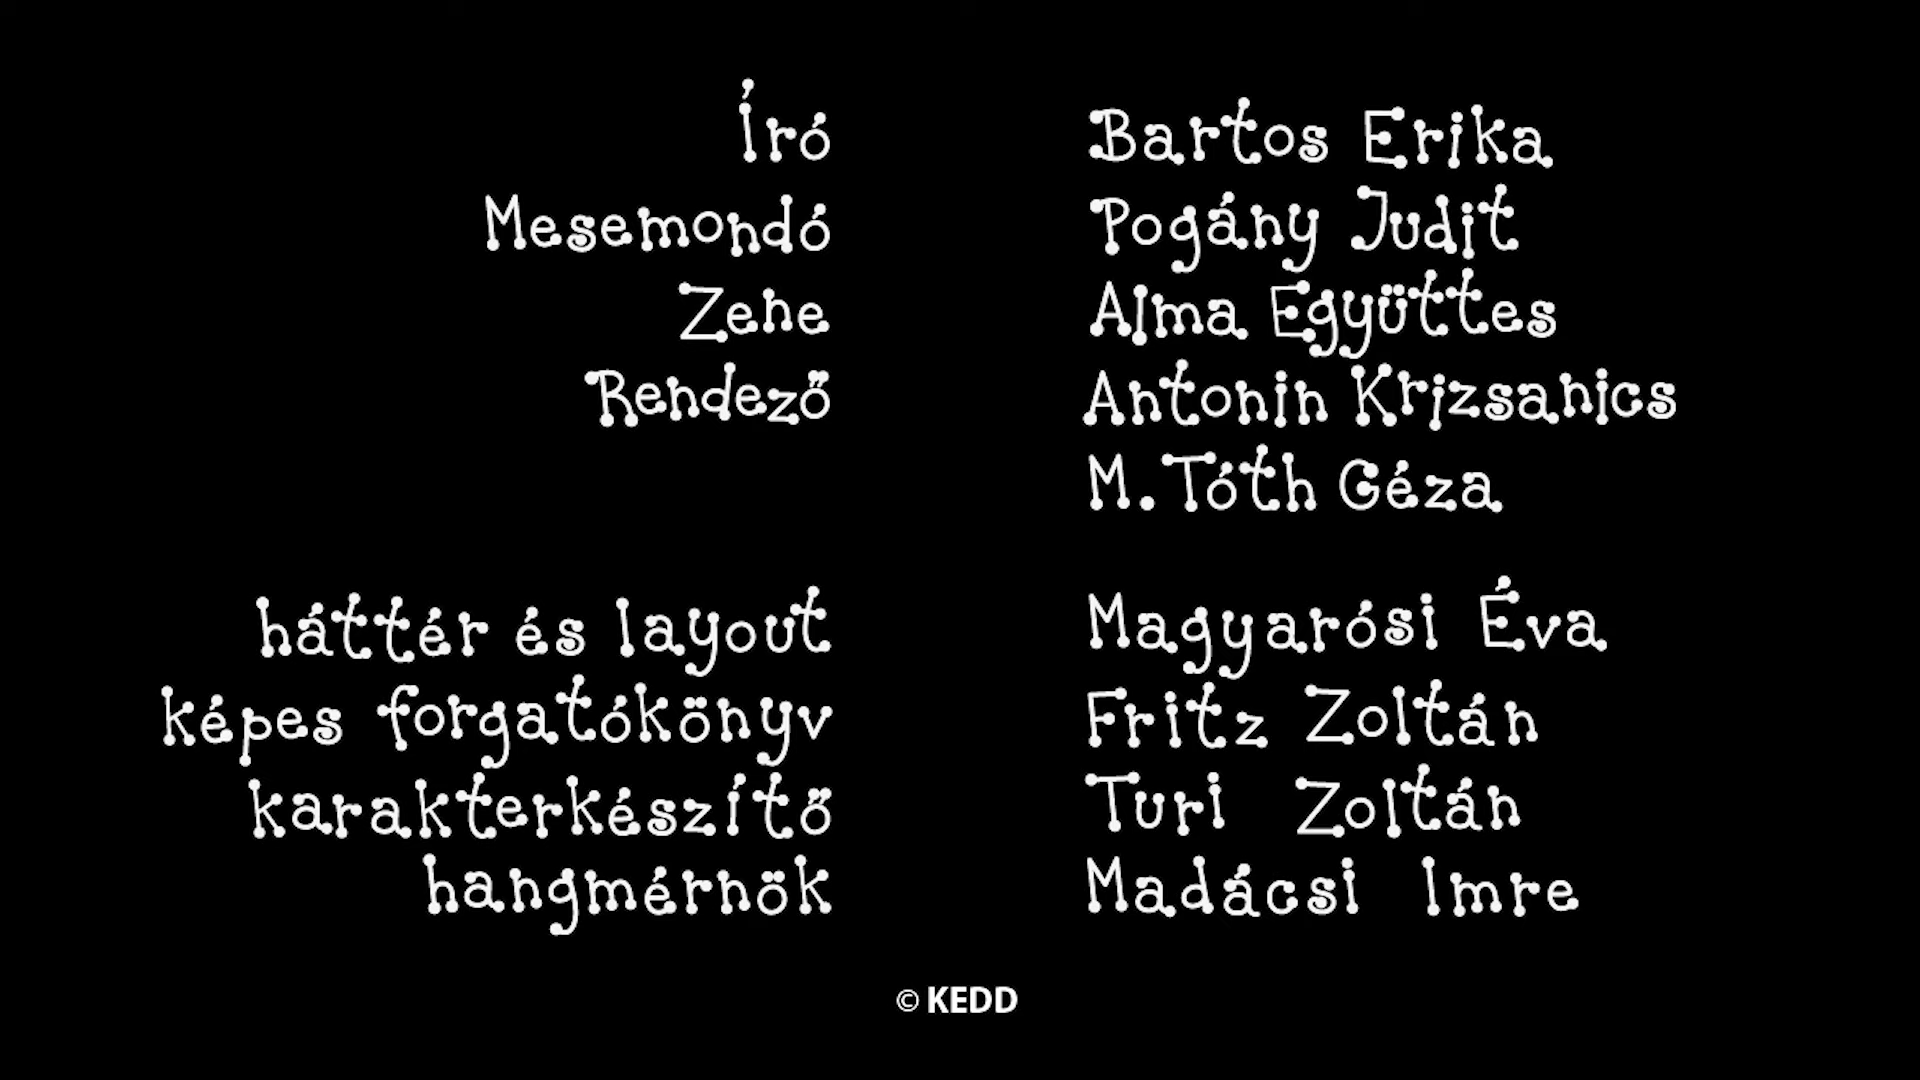 Író Bartos Erika
Mesemondó Pogány Judit
Zene Alma Együttes
Rendező Antonin Krizsanics
M. Tóth Géza
háttér és layout Magyarósi Éva
képes forgatókönyv Fritz Zoltán
karakterkészítő Turi Zoltán
hangmérnök Madácsi Imre
© KEDD